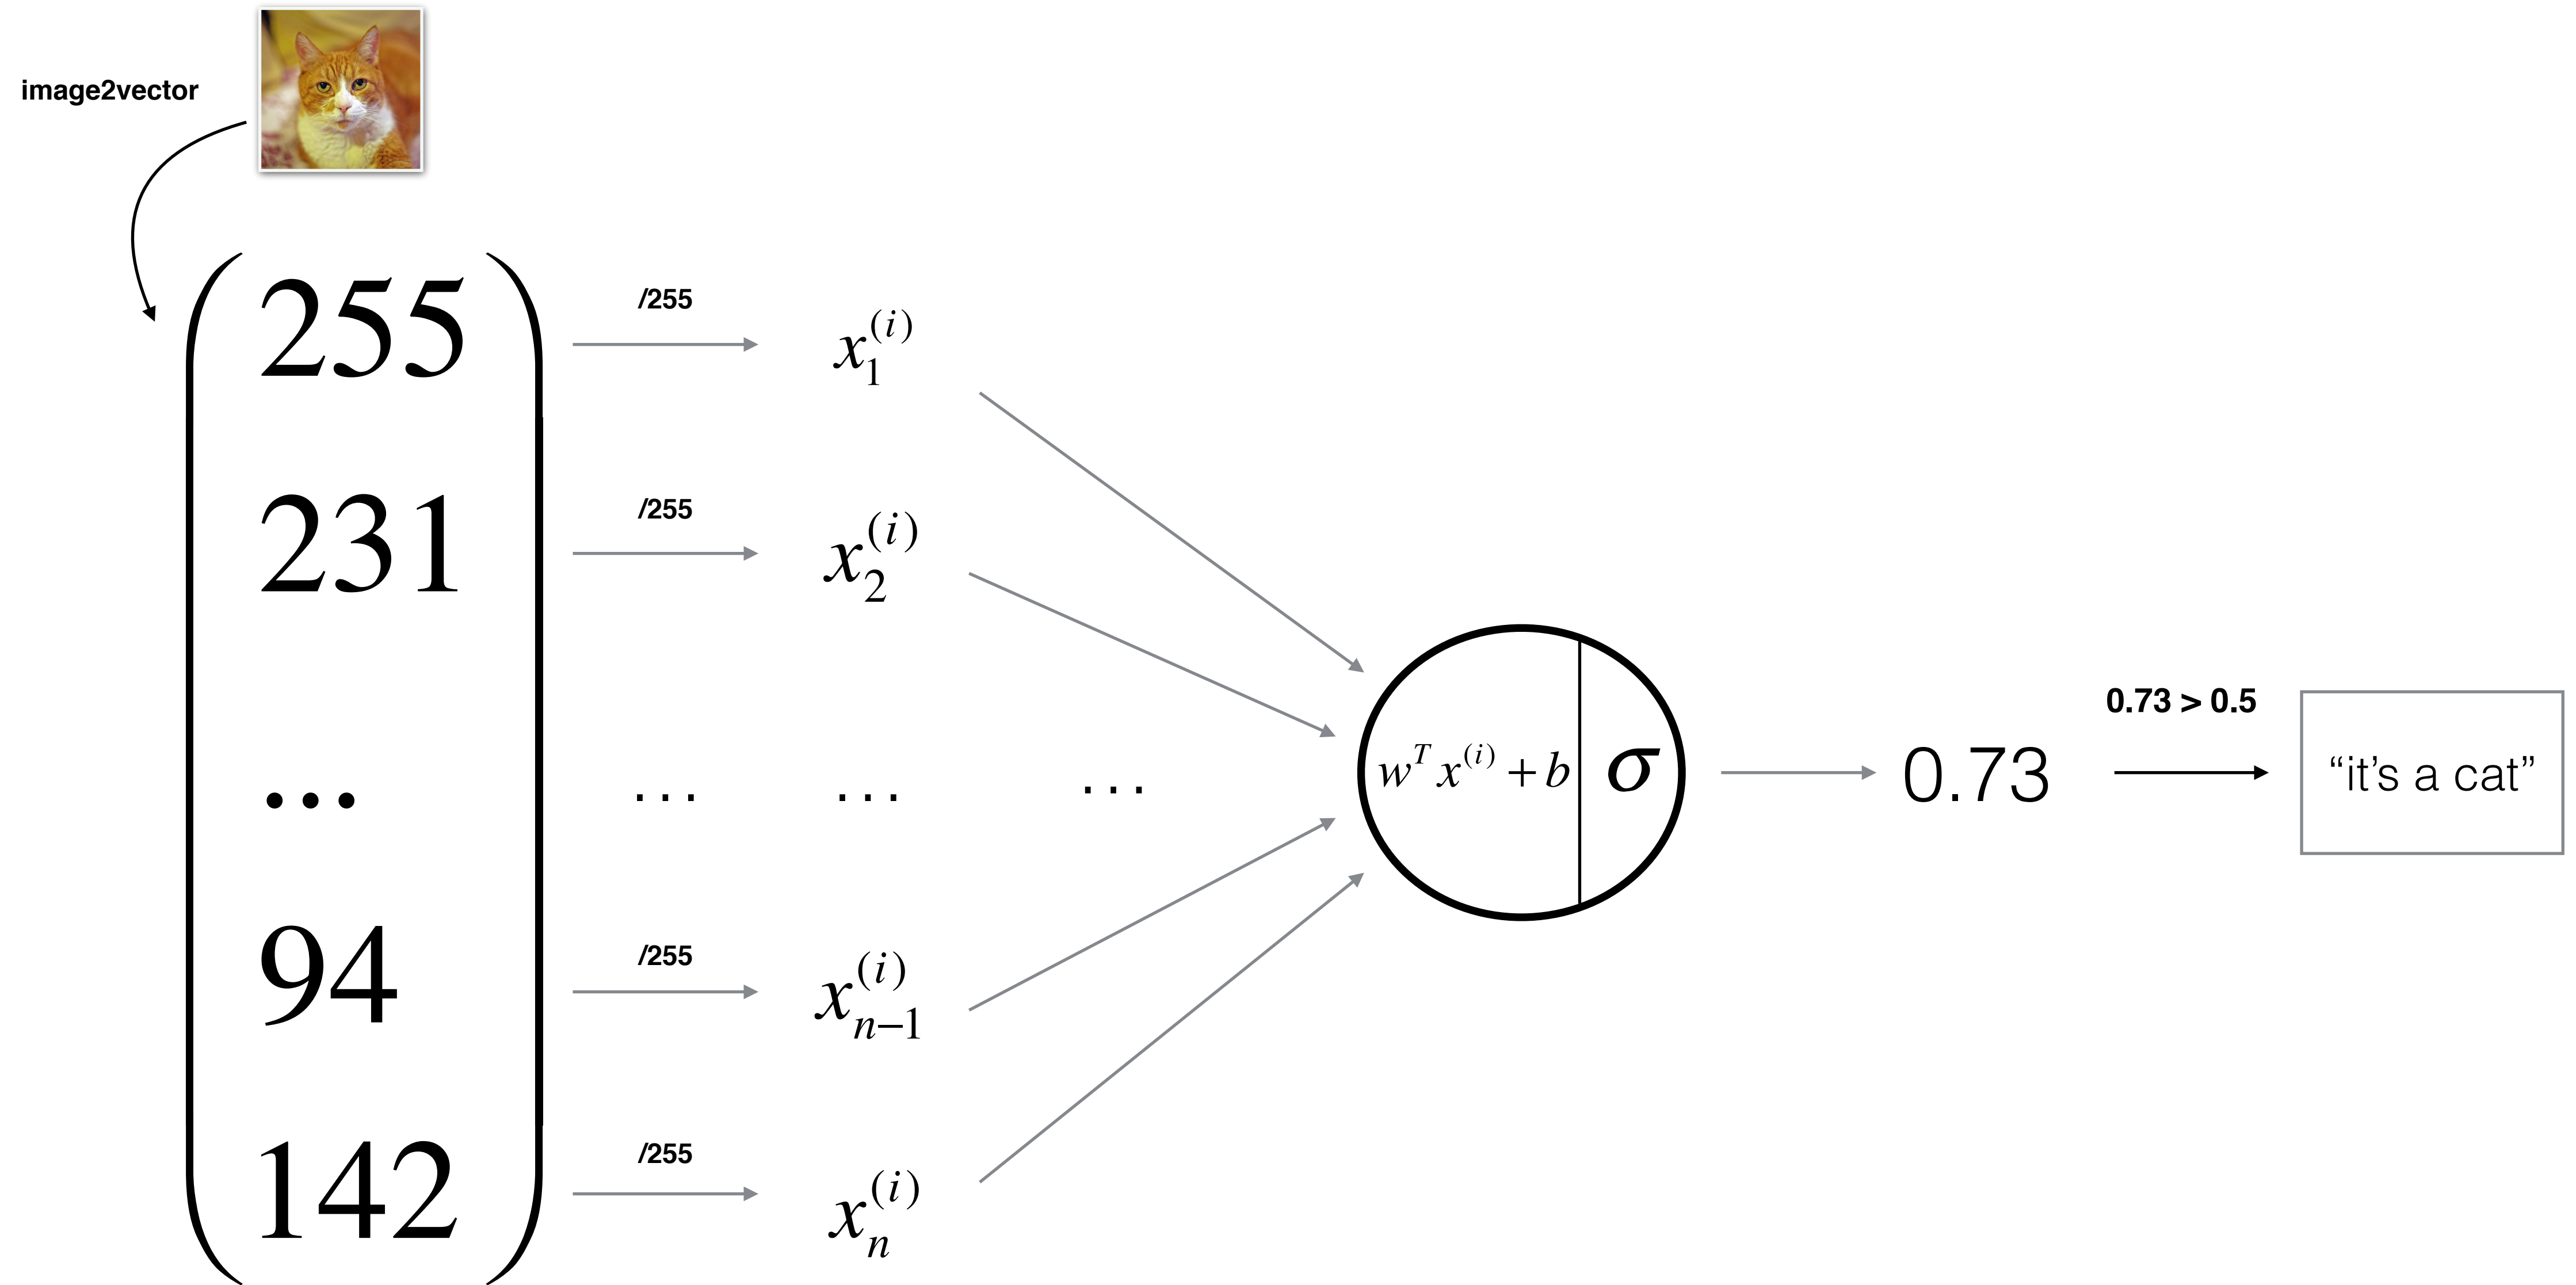 image2vector
255
/255
x_1^{(i)}
231
/255
x_2^{(i)}
...
...
...
...
w^T x^{(i)} + b
σ
0.73
0.73 > 0.5
“it’s a cat”
94
/255
x_{n-1}^{(i)}
142
/255
x_n^{(i)}